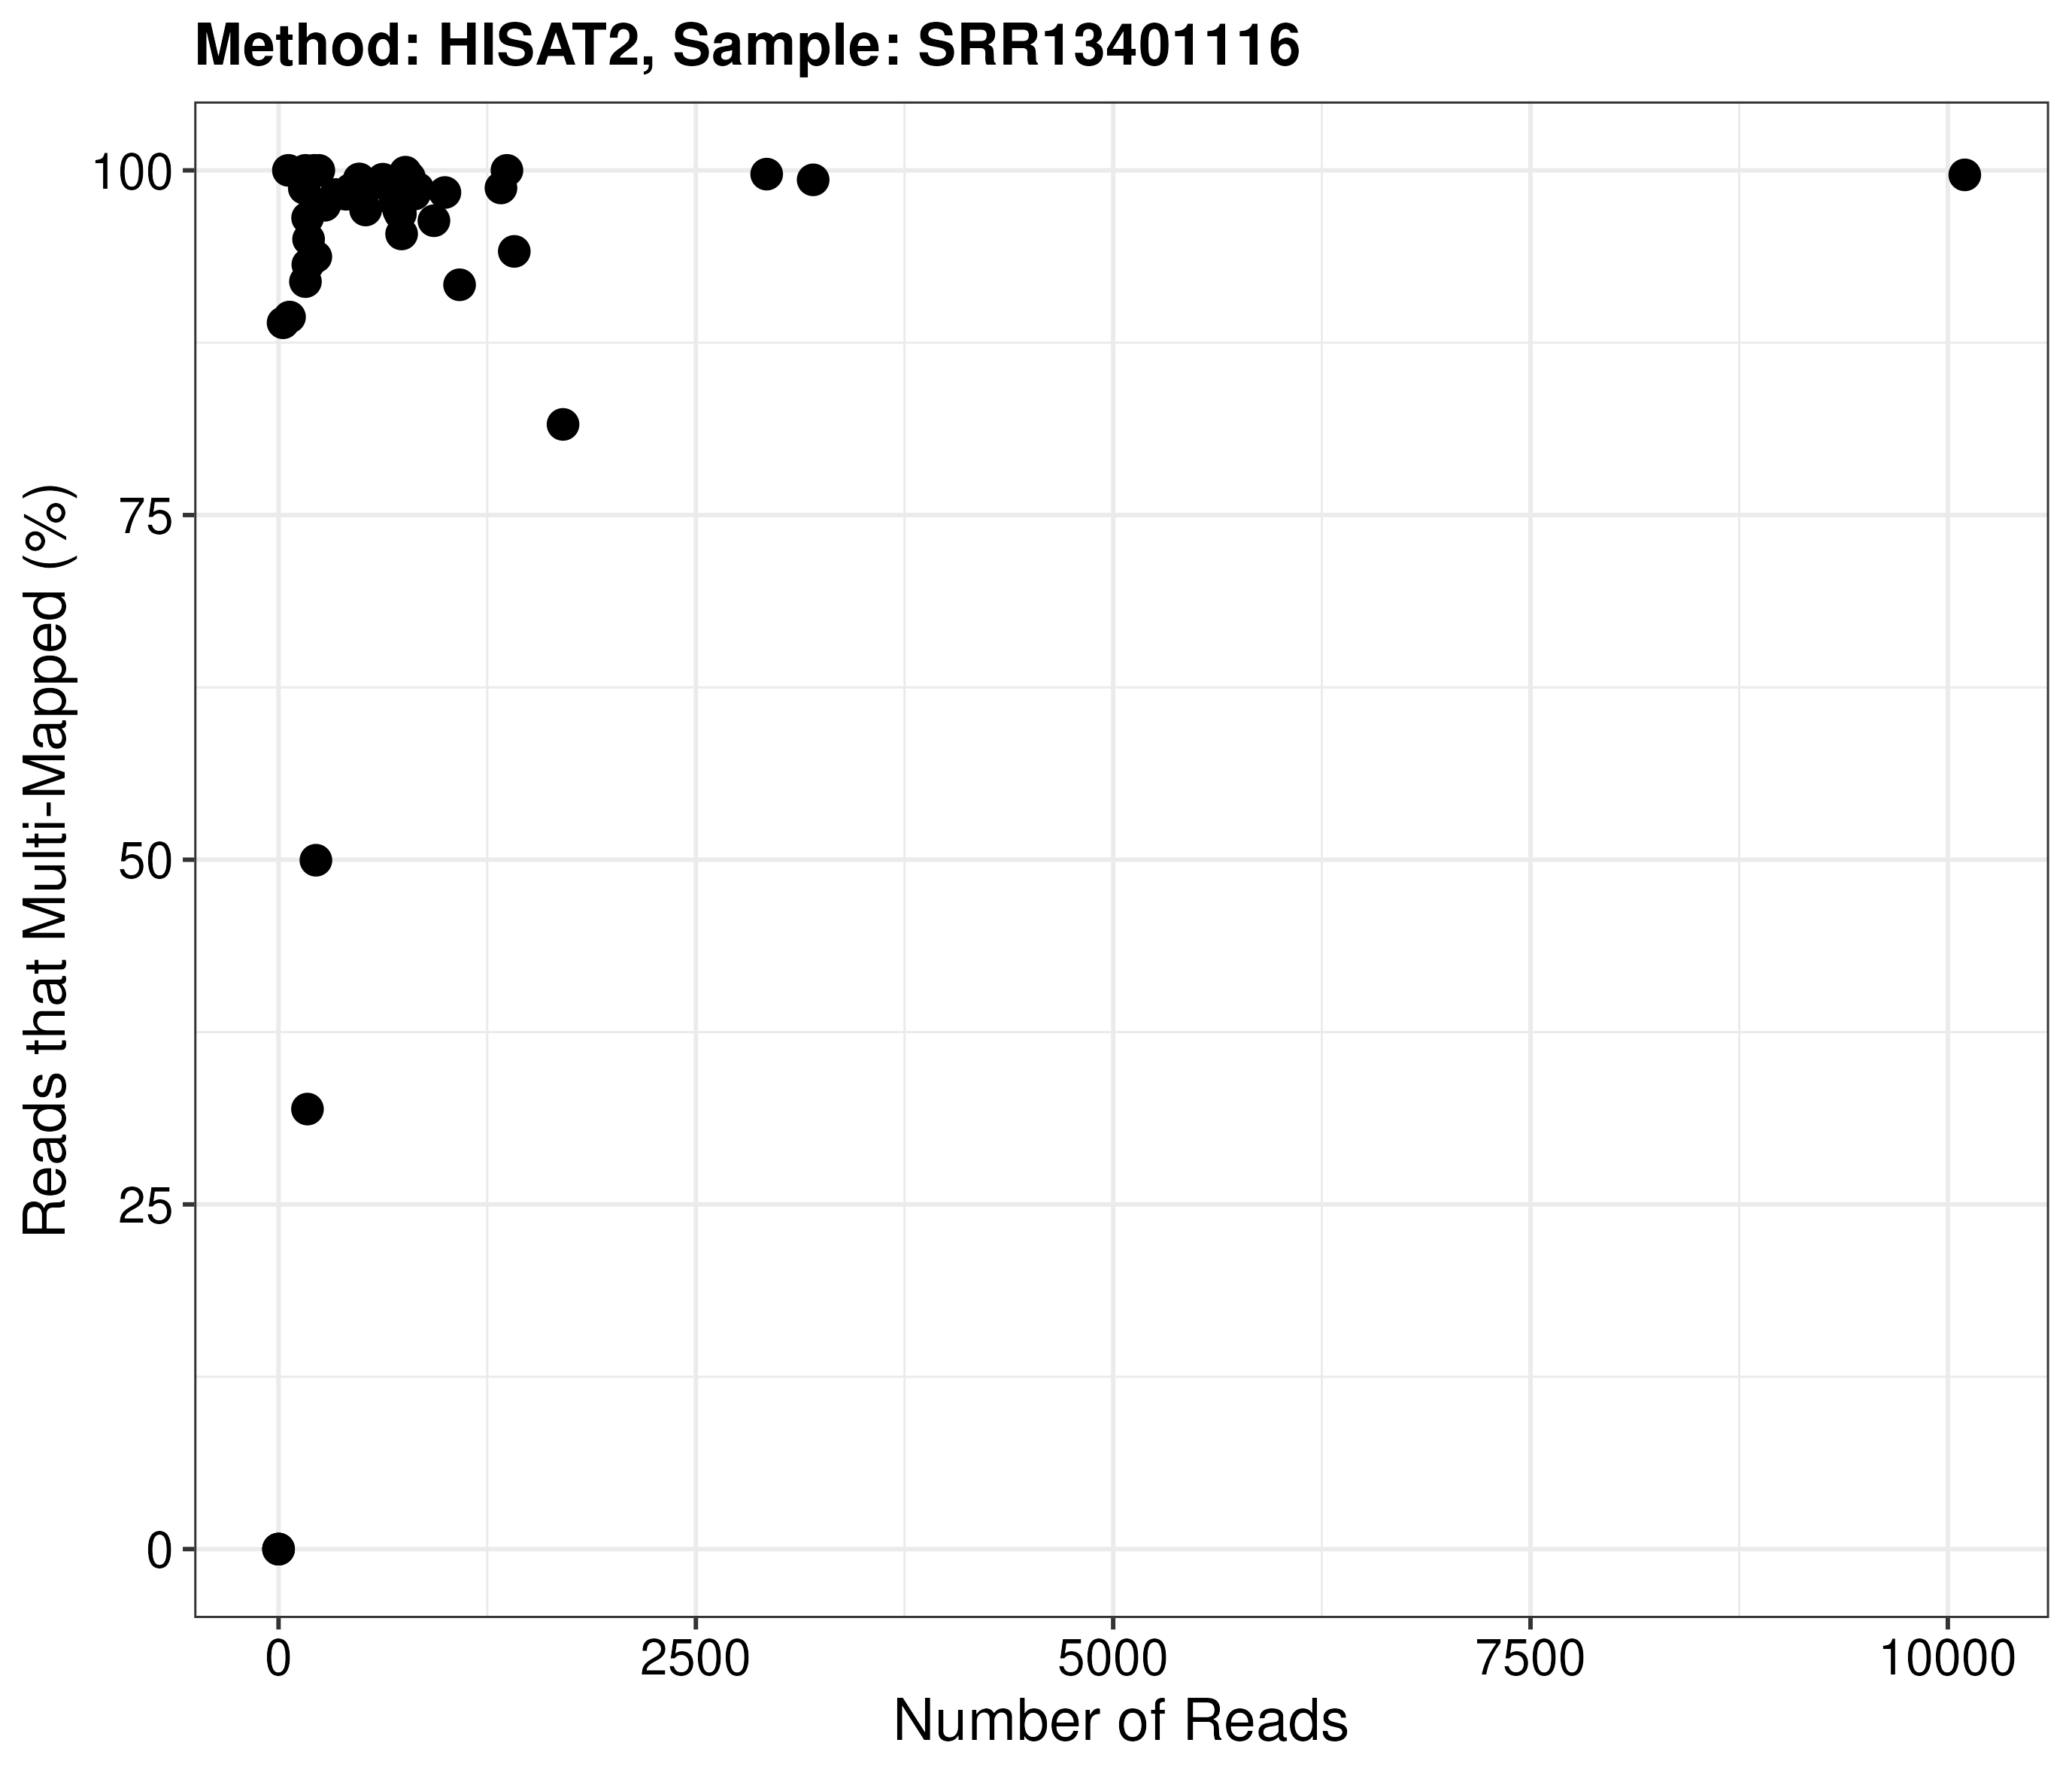 Method: HISAT2, Sample: SRR13401116
Reads that Multi-Mapped (%)
100
75
50
25
0
0 2500 5000 7500 10000
Number of Reads